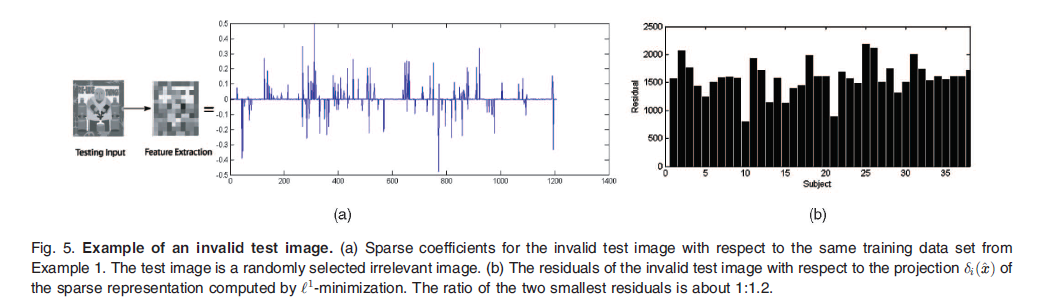 0.5
0.4
0.3
0.2
0.1
0
-0.1
-0.2
-0.3
-0.4
-0.5
0 200 400 600 800 1000 1200 1400
=
Testing Input Feature Extraction
(a)
2500
2000
1500
1000
500
0
Residual
0 5 10 15 20 25 30 35
Subject
(b)
Fig. 5. Example of an invalid test image. (a) Sparse coefficients for the invalid test image with respect to the same training data set from
Example 1. The test image is a randomly selected irrelevant image. (b) The residuals of the invalid test image with respect to the projection δᵢ(x̂) of
the sparse representation computed by ℓ¹-minimization. The ratio of the two smallest residuals is about 1:1.2.